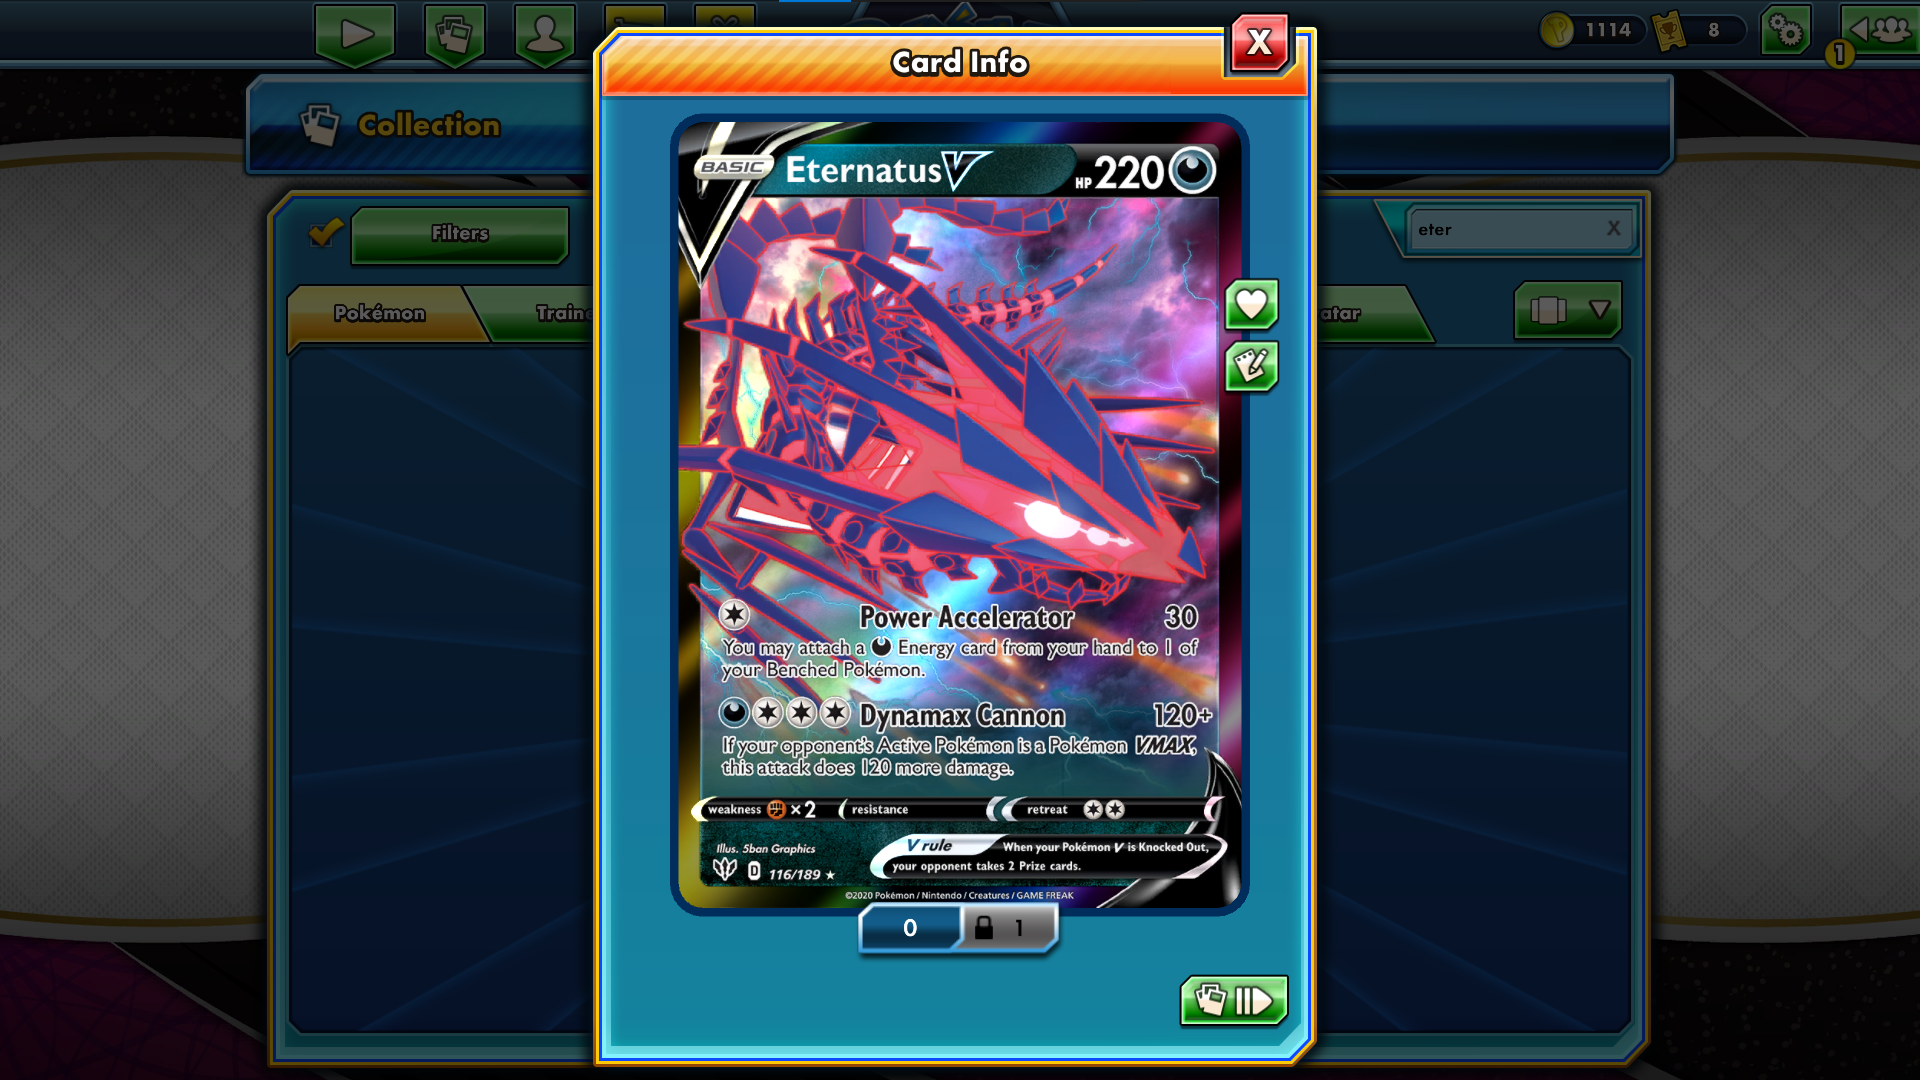 Card Info
X
1114
8
1
Collection
Filters
eter
X
Pokémon
Traine
atar
BASIC
Eternatus V
HP 220
Power Accelerator 30
You may attach a Energy card from your hand to 1 of
your Benched Pokémon.
Dynamax Cannon 120+
If your opponent's Active Pokémon is a Pokémon VMAX,
this attack does 120 more damage.
weakness ×2 resistance retreat
Illus. 5ban Graphics
D 116/189 ★
V rule When your Pokémon V is Knocked Out,
your opponent takes 2 Prize cards.
©2020 Pokémon / Nintendo / Creatures / GAME FREAK
0
1